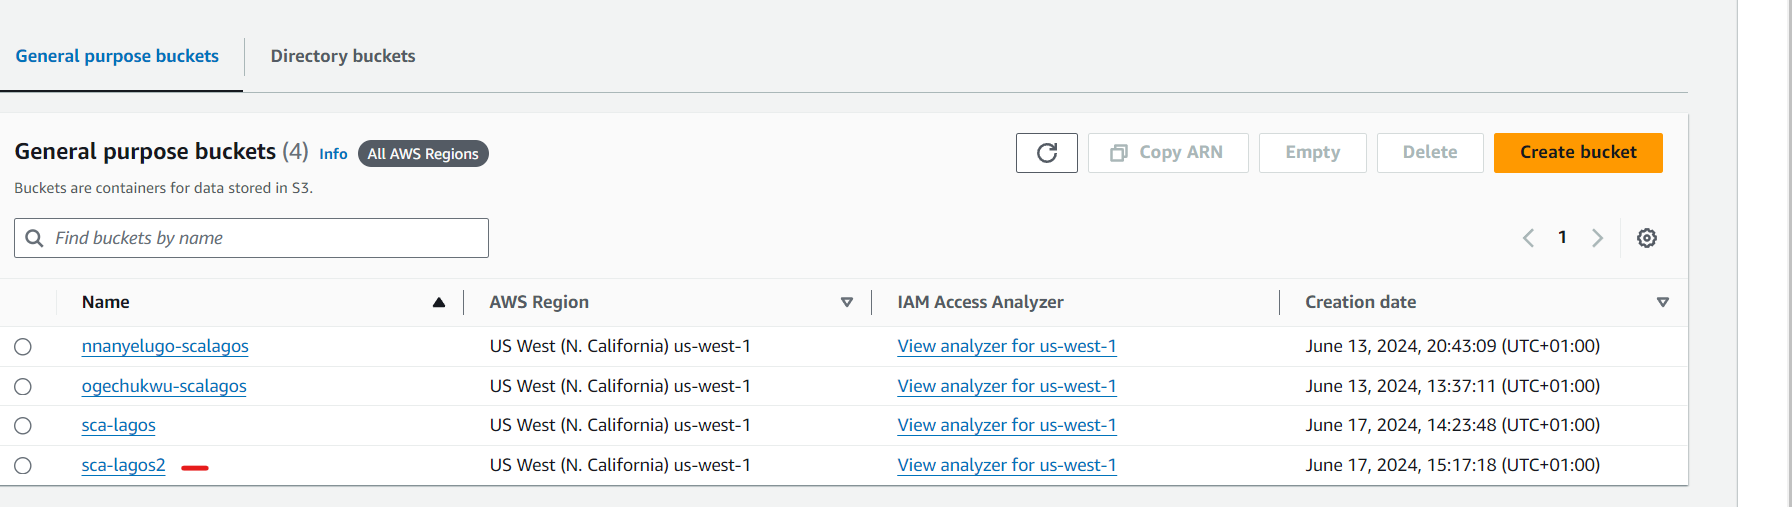 General purpose buckets Directory buckets
General purpose buckets (4) Info All AWS Regions Copy ARN Empty Delete Create bucket
Buckets are containers for data stored in S3.
Find buckets by name 1
Name AWS Region IAM Access Analyzer Creation date
nnanyelugo-scalagos US West (N. California) us-west-1 View analyzer for us-west-1 June 13, 2024, 20:43:09 (UTC+01:00)
ogechukwu-scalagos US West (N. California) us-west-1 View analyzer for us-west-1 June 13, 2024, 13:37:11 (UTC+01:00)
sca-lagos US West (N. California) us-west-1 View analyzer for us-west-1 June 17, 2024, 14:23:48 (UTC+01:00)
sca-lagos2 US West (N. California) us-west-1 View analyzer for us-west-1 June 17, 2024, 15:17:18 (UTC+01:00)